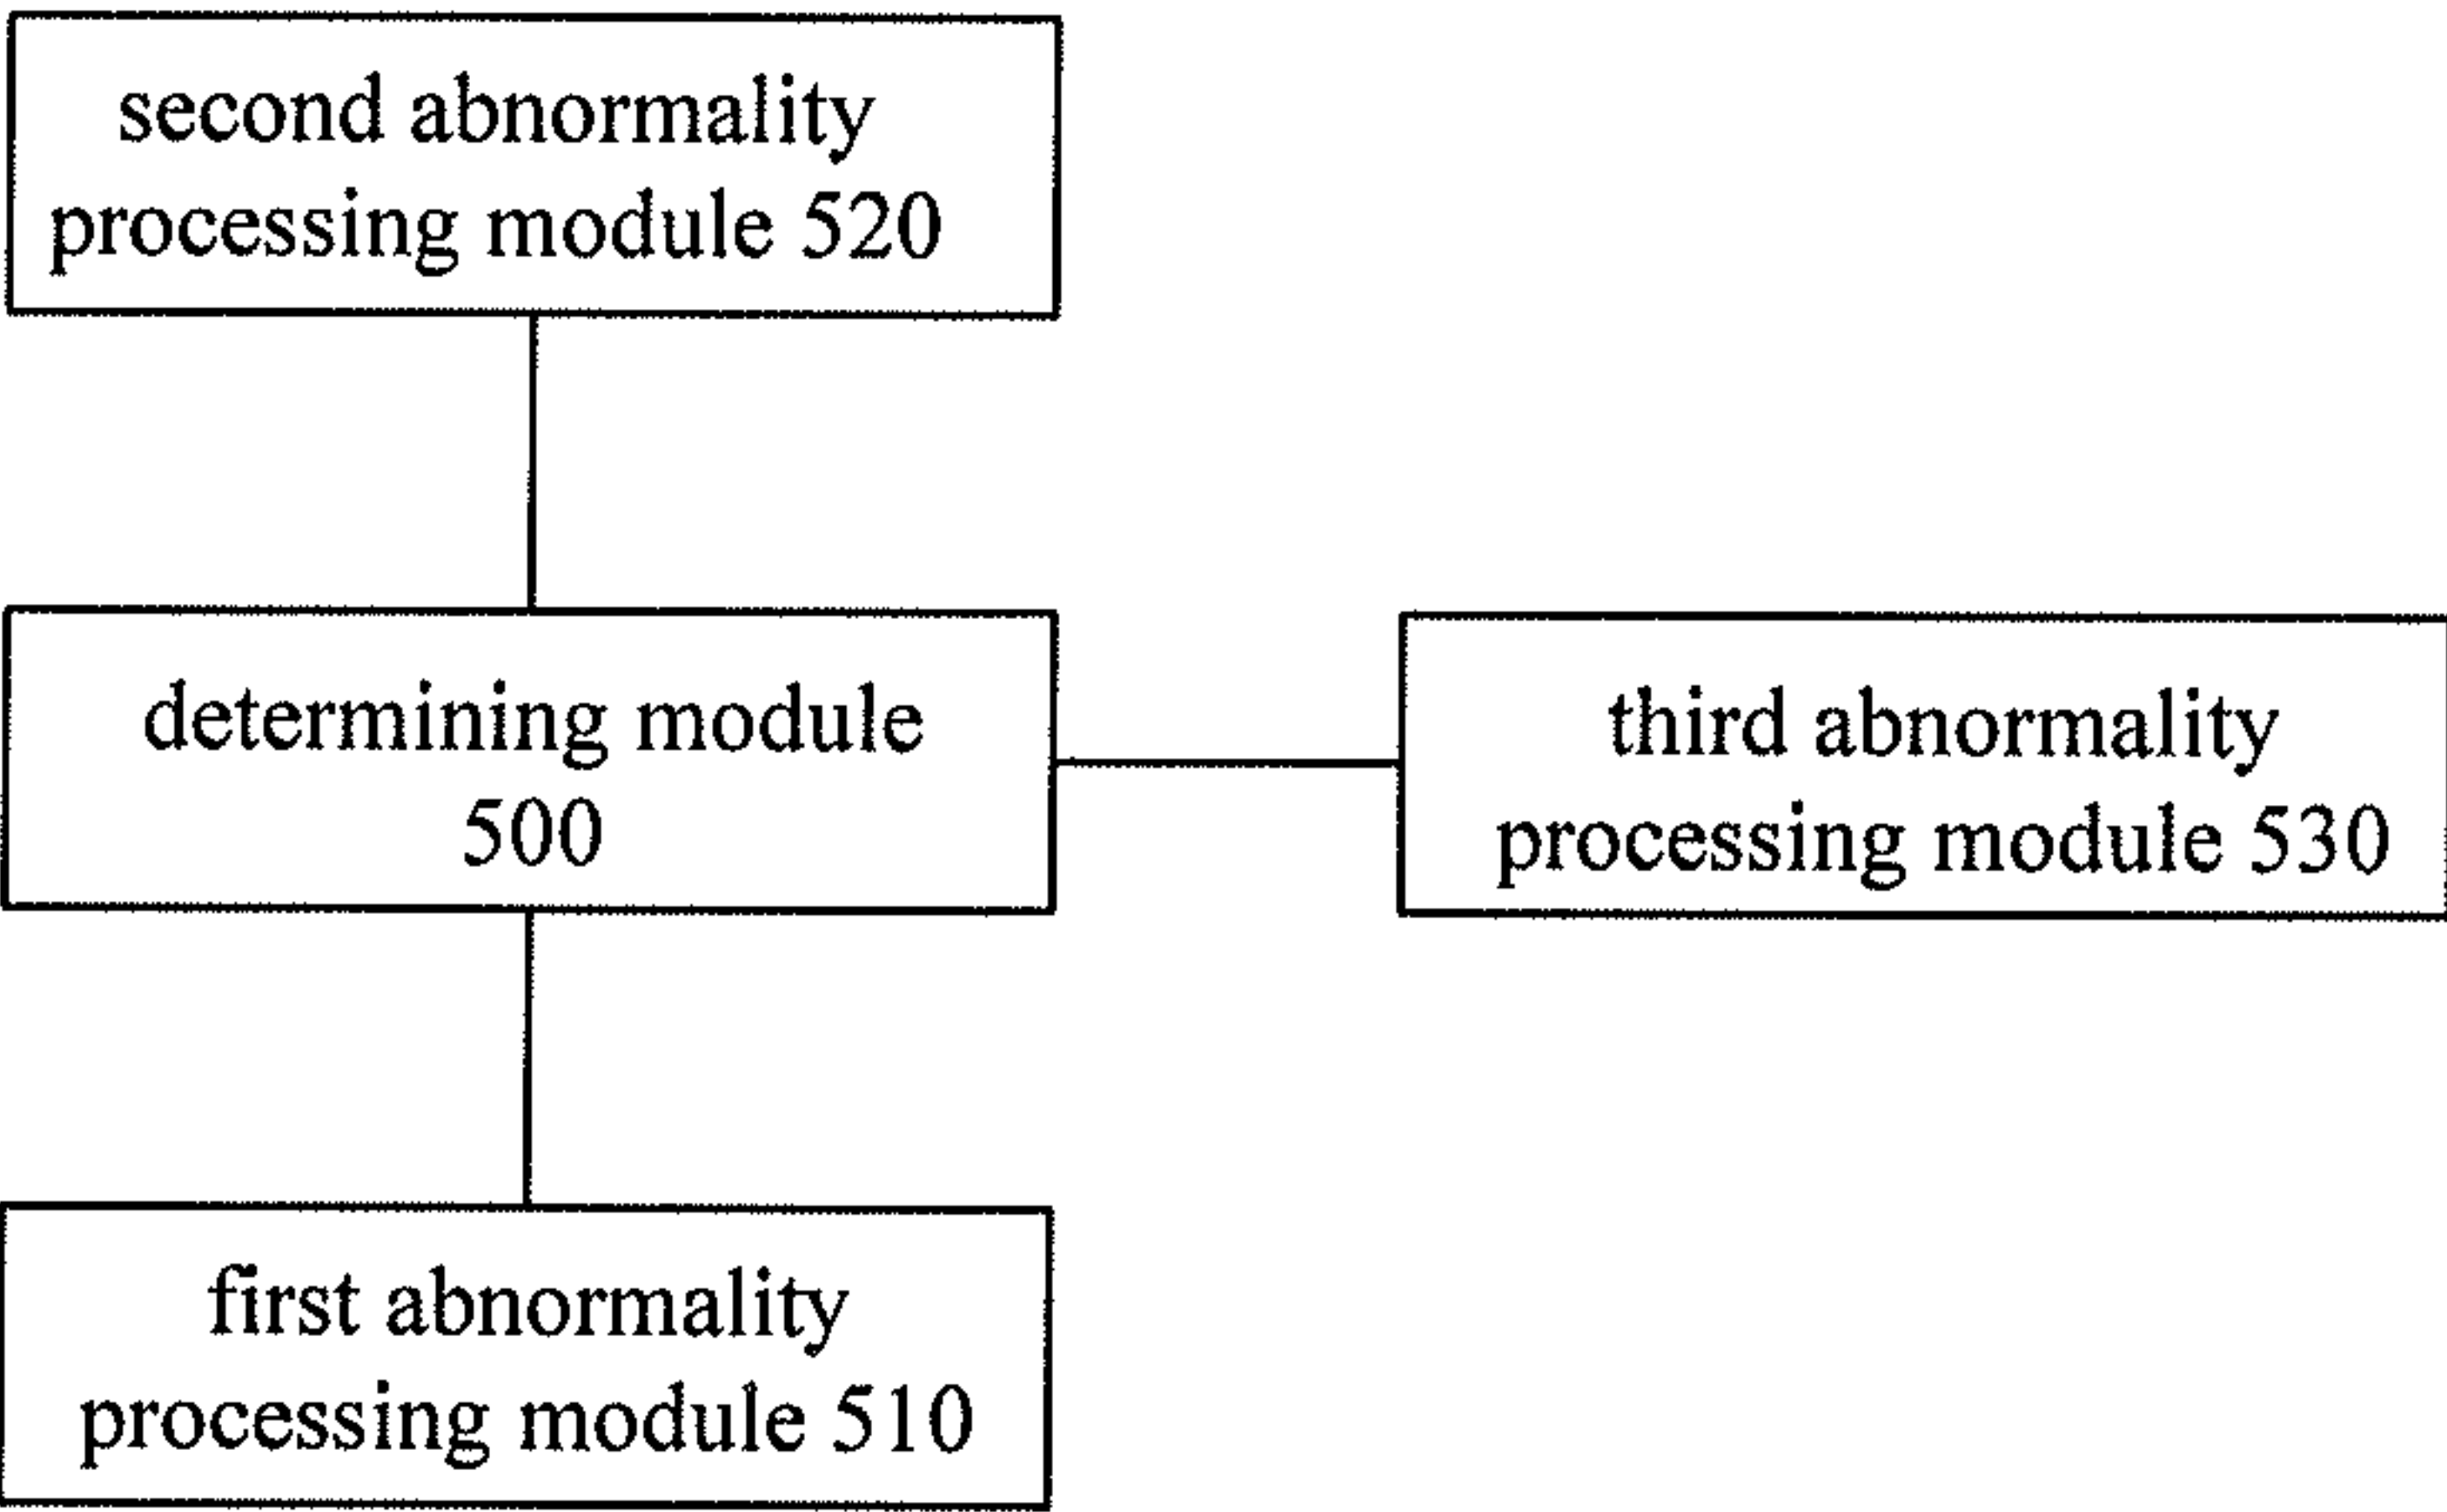 second abnormality
processing module 520
determining module
500
third abnormality
processing module 530
first abnormality
processing module 510